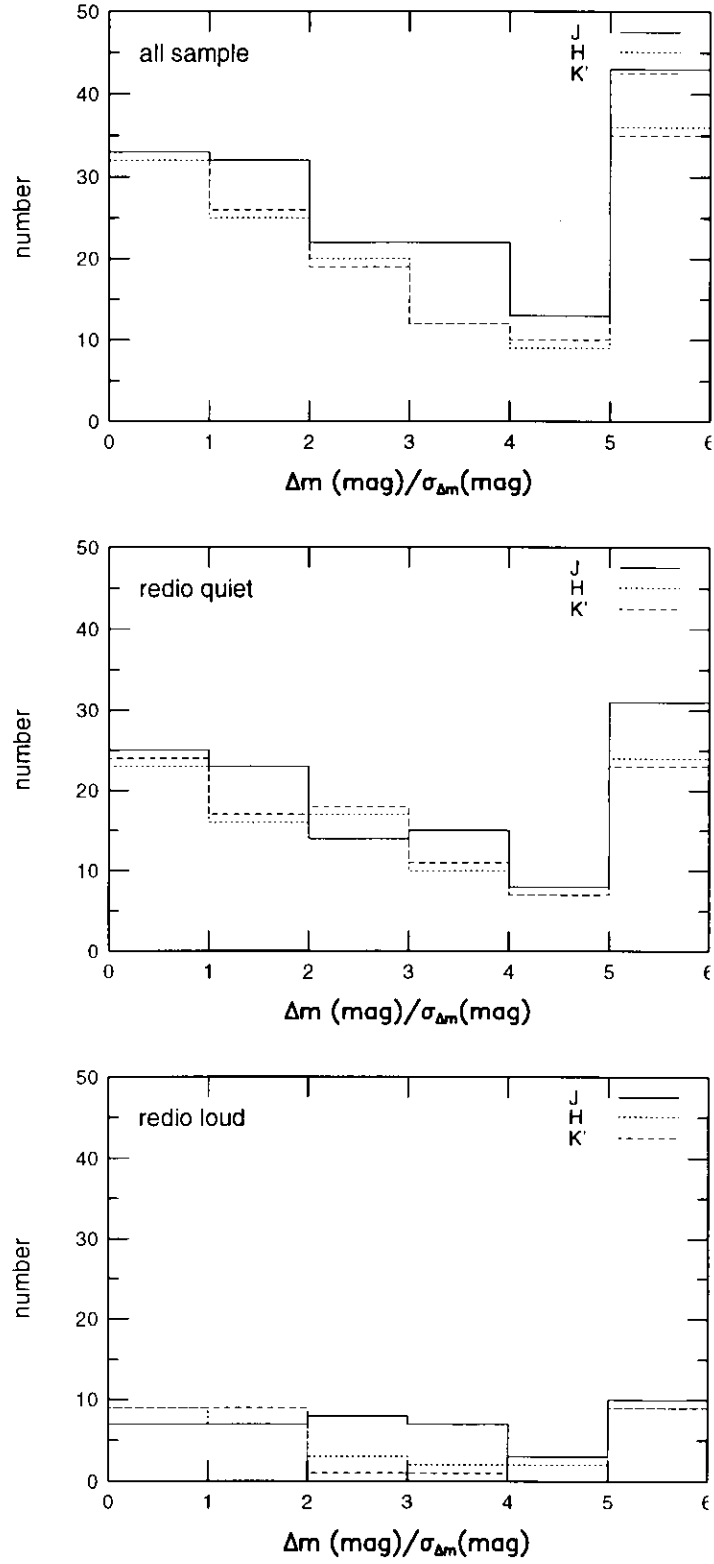 50
40
30
20
10
0
number
all sample
J
H
K'
0 1 2 3 4 5 6
Δm (mag)/σΔm(mag)
50
40
30
20
10
0
number
redio quiet
J
H
K'
0 1 2 3 4 5 6
Δm (mag)/σΔm(mag)
50
40
30
20
10
0
number
redio loud
J
H
K'
0 1 2 3 4 5 6
Δm (mag)/σΔm(mag)